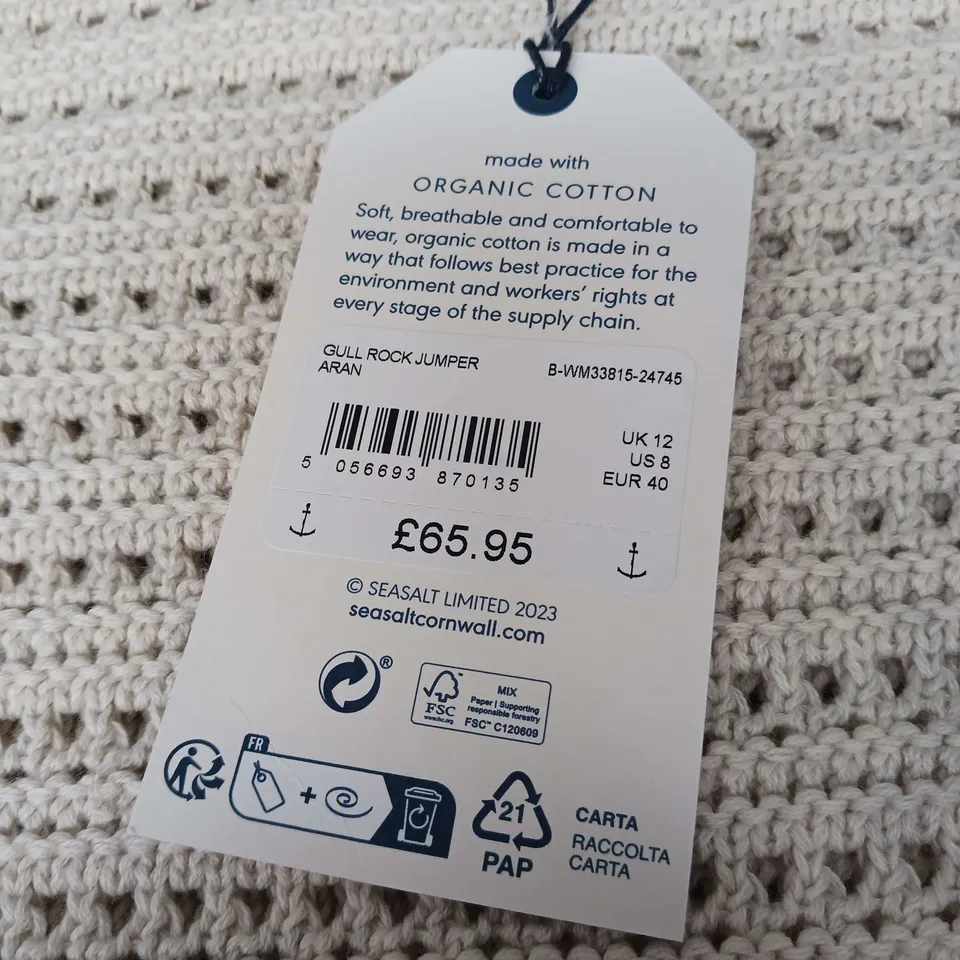 made with
ORGANIC COTTON
Soft, breathable and comfortable to
wear, organic cotton is made in a
way that follows best practice for the
environment and workers' rights at
every stage of the supply chain.
GULL ROCK JUMPER
ARAN
B-WM33815-24745
5 056693 870135
UK 12
US 8
EUR 40
£65.95
© SEASALT LIMITED 2023
seasaltcornwall.com
®
FSC™
www.fsc.org
MIX
Paper | Supporting
responsible forestry
FSC™ C120609
FR
+
21
PAP
CARTA
RACCOLTA
CARTA